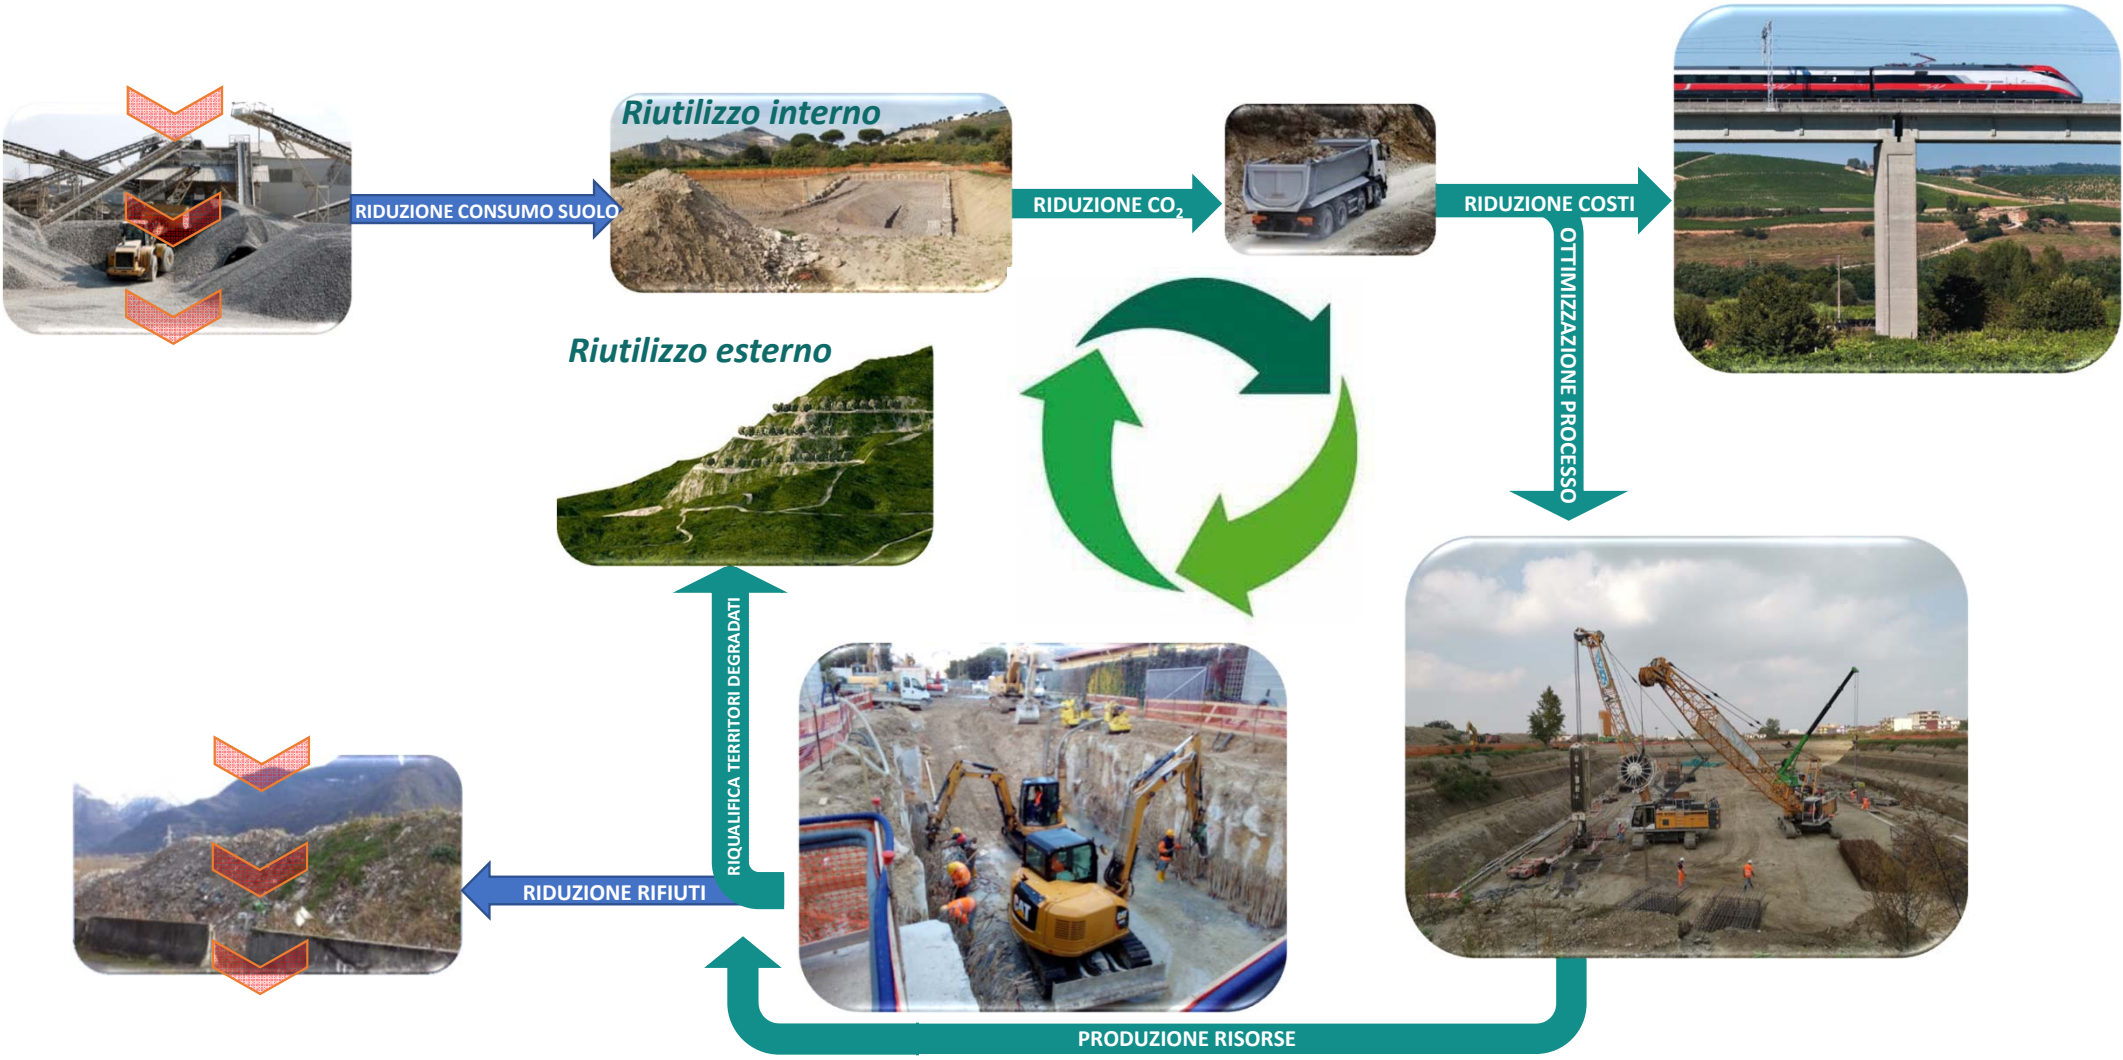 Riutilizzo interno
RIDUZIONE CONSUMO SUOLO
RIDUZIONE CO₂
RIDUZIONE COSTI
OTTIMIZZAZIONE PROCESSO
Riutilizzo esterno
RIQUALIFICA TERRITORI DEGRADATI
RIDUZIONE RIFIUTI
CAT
PRODUZIONE RISORSE